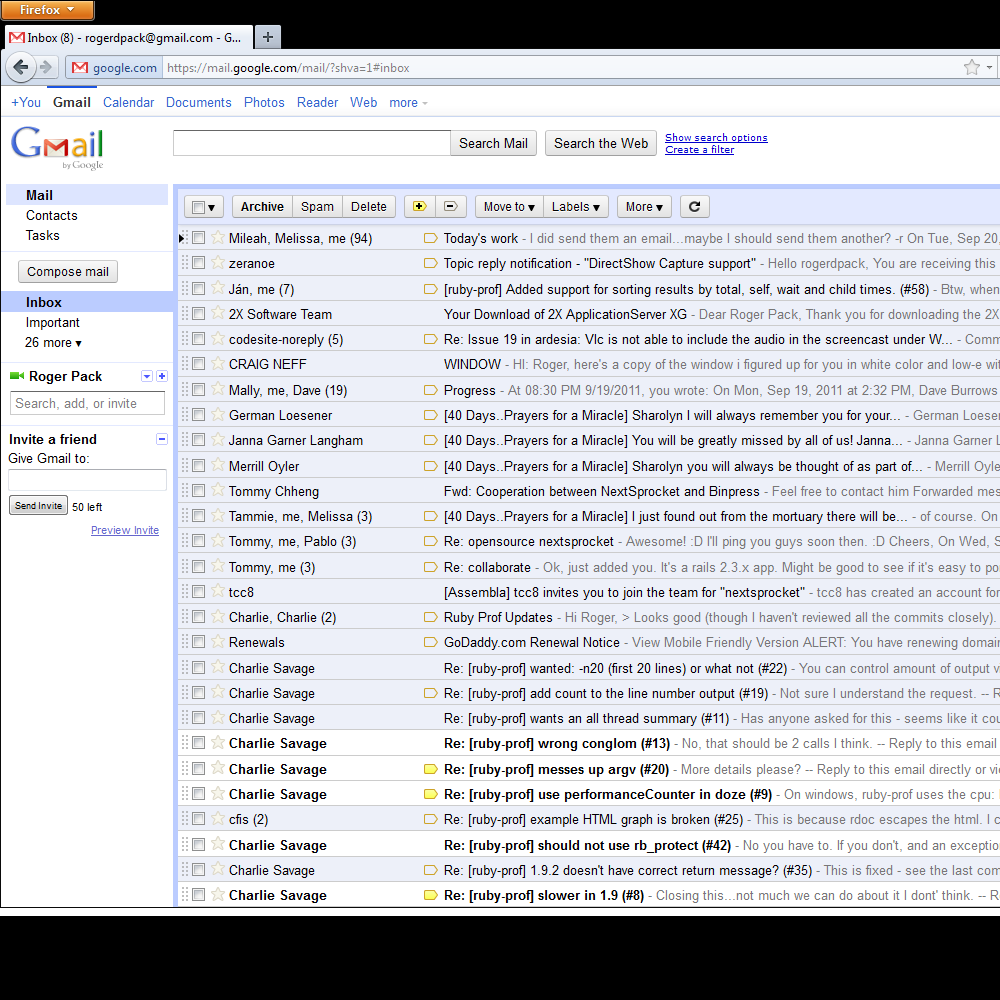 Firefox
Inbox (8) - rogerdpack@gmail.com - G...
google.com https://mail.google.com/mail/?shva=1#inbox
+You Gmail Calendar Documents Photos Reader Web more
Gmail by Google
Search Mail Search the Web Show search options
Create a filter
Mail
Contacts
Tasks
Compose mail
Inbox
Important
26 more
Roger Pack
Search, add, or invite
Invite a friend
Give Gmail to:
Send Invite 50 left
Preview Invite
Archive Spam Delete Move to Labels More
Mileah, Melissa, me (94) Today's work - I did send them an email...maybe I should send them another? -r On Tue, Sep 20,
zeranoe Topic reply notification - "DirectShow Capture support" - Hello rogerdpack, You are receiving this
Ján, me (7) [ruby-prof] Added support for sorting results by total, self, wait and child times. (#58) - Btw, when
2X Software Team Your Download of 2X ApplicationServer XG - Dear Roger Pack, Thank you for downloading the 2X
codesite-noreply (5) Re: Issue 19 in ardesia: Vlc is not able to include the audio in the screencast under W... - Comm
CRAIG NEFF WINDOW - HI: Roger, here's a copy of the window i figured up for you in white color and low-e wit
Mally, me, Dave (19) Progress - At 08:30 PM 9/19/2011, you wrote: On Mon, Sep 19, 2011 at 2:32 PM, Dave Burrows
German Loesener [40 Days..Prayers for a Miracle] Sharolyn I will always remember you for your... - German Loesen
Janna Garner Langham [40 Days..Prayers for a Miracle] You will be greatly missed by all of us! Janna... - Janna Garner L
Merrill Oyler [40 Days..Prayers for a Miracle] Sharolyn you will always be thought of as part of... - Merrill Oyle
Tommy Chheng Fwd: Cooperation between NextSprocket and Binpress - Feel free to contact him Forwarded mes
Tammie, me, Melissa (3) [40 Days..Prayers for a Miracle] I just found out from the mortuary there will be... - of course. On
Tommy, me, Pablo (3) Re: opensource nextsprocket - Awesome! :D I'll ping you guys soon then. :D Cheers, On Wed, S
Tommy, me (3) Re: collaborate - Ok, just added you. It's a rails 2.3.x app. Might be good to see if it's easy to po
tcc8 [Assembla] tcc8 invites you to join the team for "nextsprocket" - tcc8 has created an account for
Charlie, Charlie (2) Ruby Prof Updates - Hi Roger, > Looks good (though I haven't reviewed all the commits closely).
Renewals GoDaddy.com Renewal Notice - View Mobile Friendly Version ALERT: You have renewing domai
Charlie Savage Re: [ruby-prof] wanted: -n20 (first 20 lines) or what not (#22) - You can control amount of output v
Charlie Savage Re: [ruby-prof] add count to the line number output (#19) - Not sure I understand the request. -- R
Charlie Savage Re: [ruby-prof] wants an all thread summary (#11) - Has anyone asked for this - seems like it cou
Charlie Savage Re: [ruby-prof] wrong conglom (#13) - No, that should be 2 calls I think. -- Reply to this email
Charlie Savage Re: [ruby-prof] messes up argv (#20) - More details please? -- Reply to this email directly or vi
Charlie Savage Re: [ruby-prof] use performanceCounter in doze (#9) - On windows, ruby-prof uses the cpu:
cfis (2) Re: [ruby-prof] example HTML graph is broken (#25) - This is because rdoc escapes the html. I c
Charlie Savage Re: [ruby-prof] should not use rb_protect (#42) - No you have to. If you don't, and an exceptio
Charlie Savage Re: [ruby-prof] 1.9.2 doesn't have correct return message? (#35) - This is fixed - see the last com
Charlie Savage Re: [ruby-prof] slower in 1.9 (#8) - Closing this...not much we can do about it I dont' think. -- R